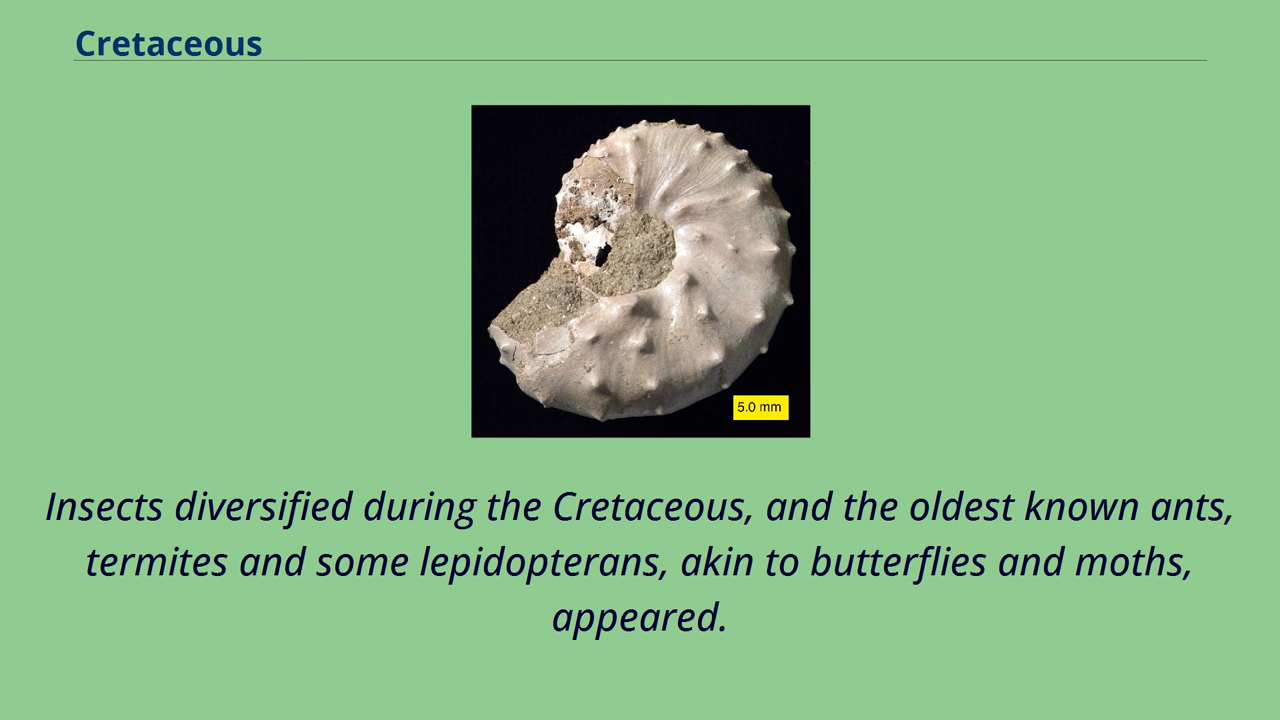 Cretaceous
5.0 mm
Insects diversified during the Cretaceous, and the oldest known ants,
termites and some lepidopterans, akin to butterflies and moths,
appeared.